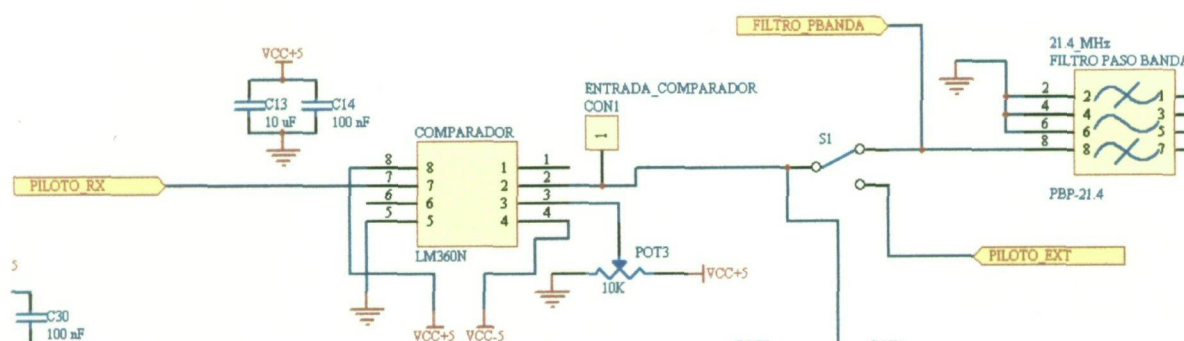 FILTRO_PBANDA
21.4_MHz
FILTRO PASO BANDA
VCC+5
C13
10 uF
C14
100 nF
ENTRADA_COMPARADOR
CON1
1
COMPARADOR
S1
2 2 1
4 4 3
6 6 5
8 8 7
PBP-21.4
PILOTO_RX
8 8 1 1
7 7 2 2
6 6 3 3
5 5 4 4
LM360N
POT3
10K
VCC+5
PILOTO_EXT
5
C30
100 nF
VCC+5
VCC-5